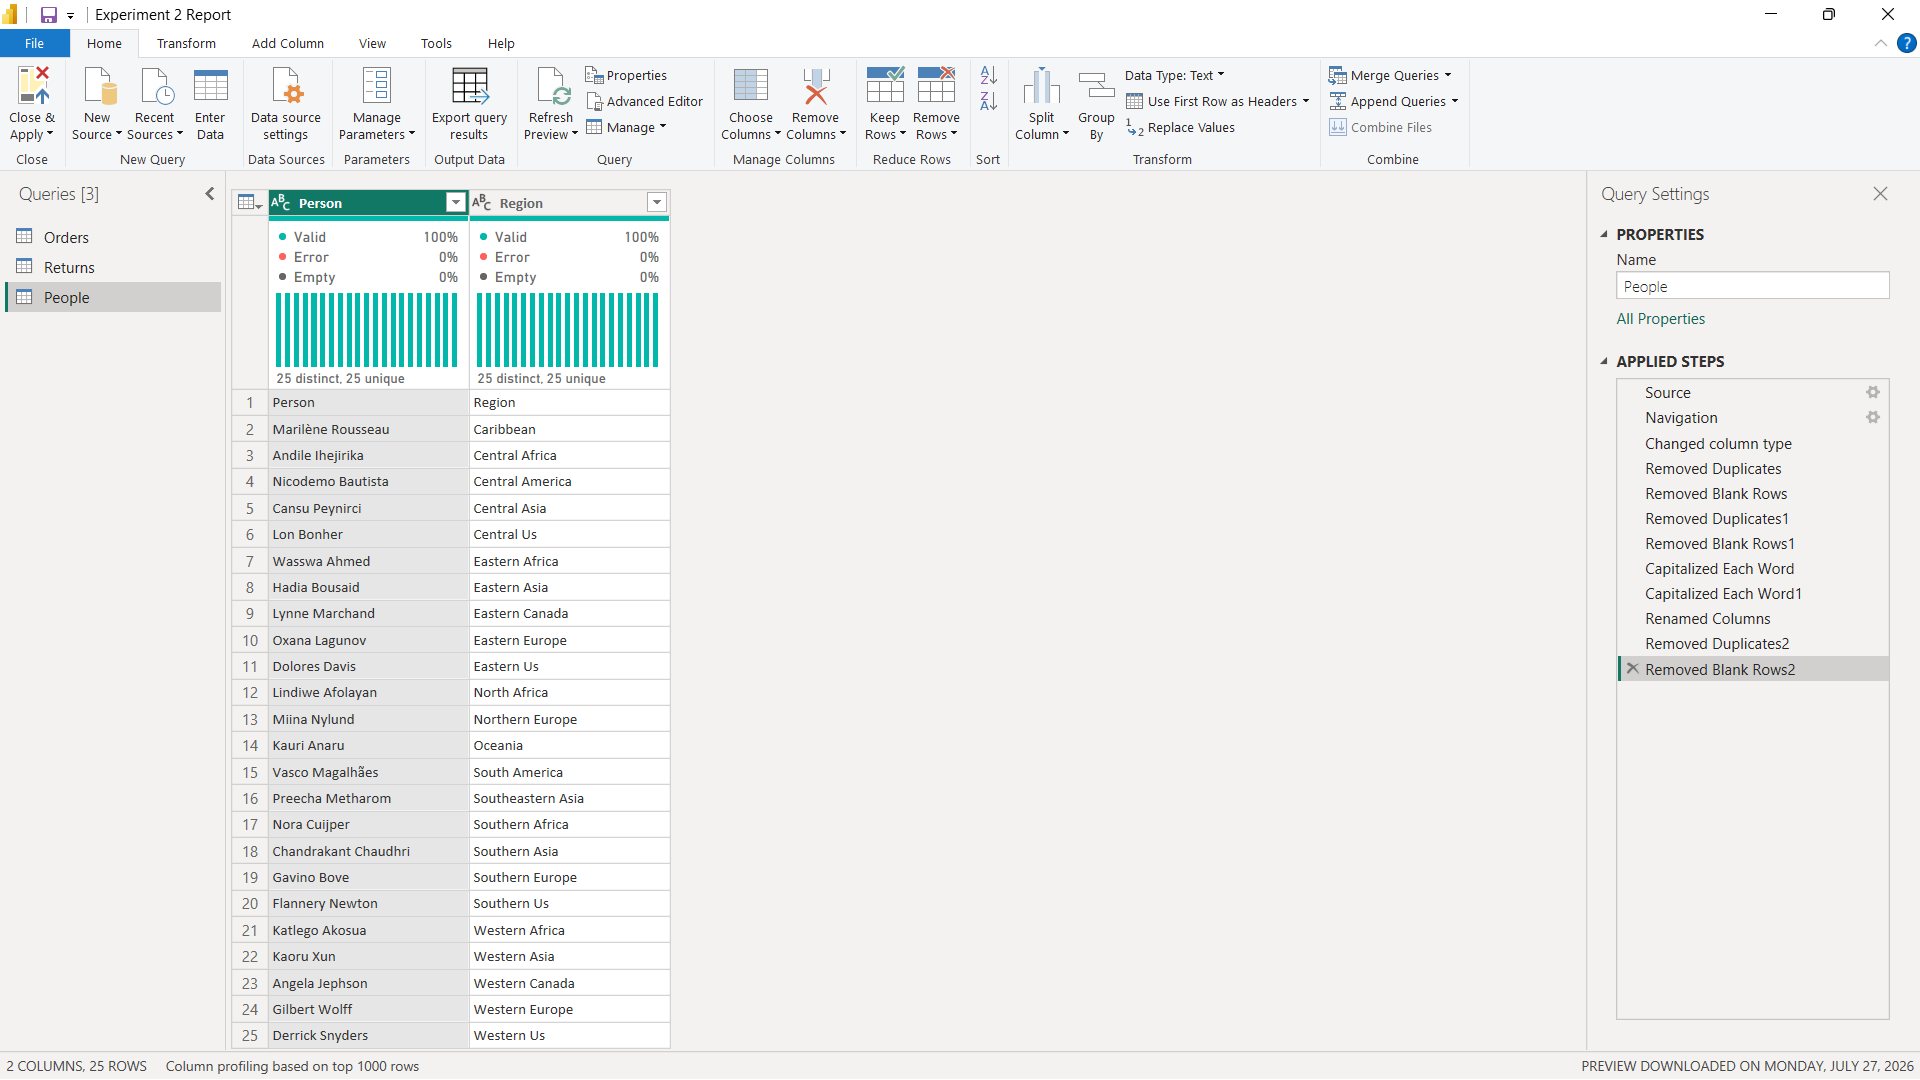 Experiment 2 Report
File
Home
Transform
Add Column
View
Tools
Help
Close &
Apply
Close
New
Source
Recent
Sources
Enter
Data
New Query
Data source
settings
Data Sources
Manage
Parameters
Parameters
Export query
results
Output Data
Refresh
Preview
Properties
Advanced Editor
Manage
Query
Choose
Columns
Remove
Columns
Manage Columns
Keep
Rows
Remove
Rows
Reduce Rows
Sort
Split
Column
Group
By
Data Type: Text
Use First Row as Headers
Replace Values
Transform
Merge Queries
Append Queries
Combine Files
Combine
Queries [3]
Orders
Returns
People
ABC Person
ABC Region
Valid 100%
Error 0%
Empty 0%
25 distinct, 25 unique
Valid 100%
Error 0%
Empty 0%
25 distinct, 25 unique
1 Person Region
2 Marilène Rousseau Caribbean
3 Andile Ihejirika Central Africa
4 Nicodemo Bautista Central America
5 Cansu Peynirci Central Asia
6 Lon Bonher Central Us
7 Wasswa Ahmed Eastern Africa
8 Hadia Bousaid Eastern Asia
9 Lynne Marchand Eastern Canada
10 Oxana Lagunov Eastern Europe
11 Dolores Davis Eastern Us
12 Lindiwe Afolayan North Africa
13 Miina Nylund Northern Europe
14 Kauri Anaru Oceania
15 Vasco Magalhães South America
16 Preecha Metharom Southeastern Asia
17 Nora Cuijper Southern Africa
18 Chandrakant Chaudhri Southern Asia
19 Gavino Bove Southern Europe
20 Flannery Newton Southern Us
21 Katlego Akosua Western Africa
22 Kaoru Xun Western Asia
23 Angela Jephson Western Canada
24 Gilbert Wolff Western Europe
25 Derrick Snyders Western Us
Query Settings
PROPERTIES
Name
People
All Properties
APPLIED STEPS
Source
Navigation
Changed column type
Removed Duplicates
Removed Blank Rows
Removed Duplicates1
Removed Blank Rows1
Capitalized Each Word
Capitalized Each Word1
Renamed Columns
Removed Duplicates2
Removed Blank Rows2
2 COLUMNS, 25 ROWS
Column profiling based on top 1000 rows
PREVIEW DOWNLOADED ON MONDAY, JULY 27, 2026